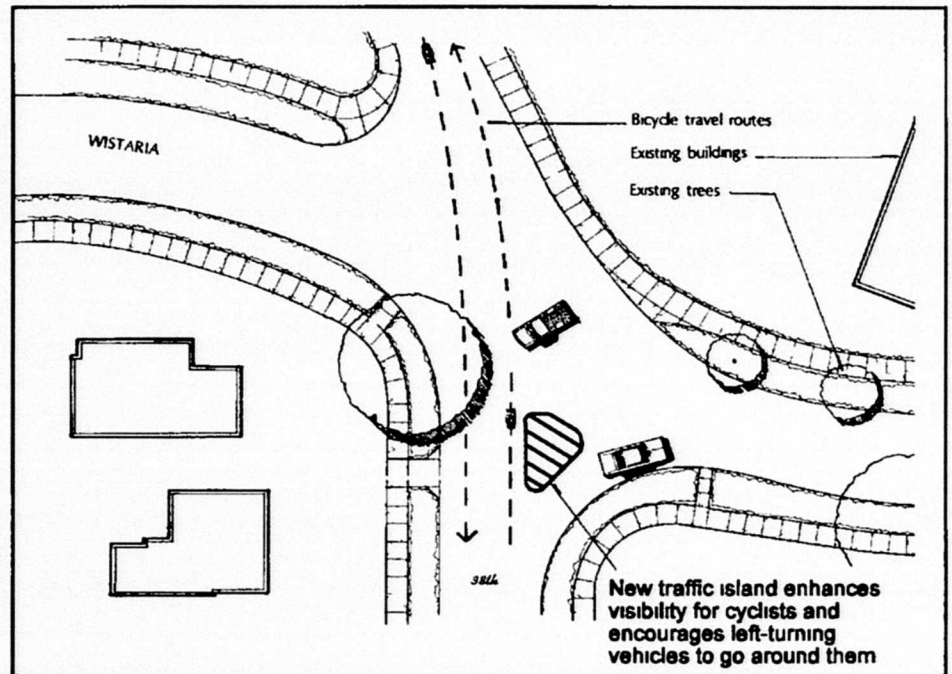 WISTARIA
Bicycle travel routes
Existing buildings
Existing trees
38th
New traffic island enhances
visibility for cyclists and
encourages left-turning
vehicles to go around them